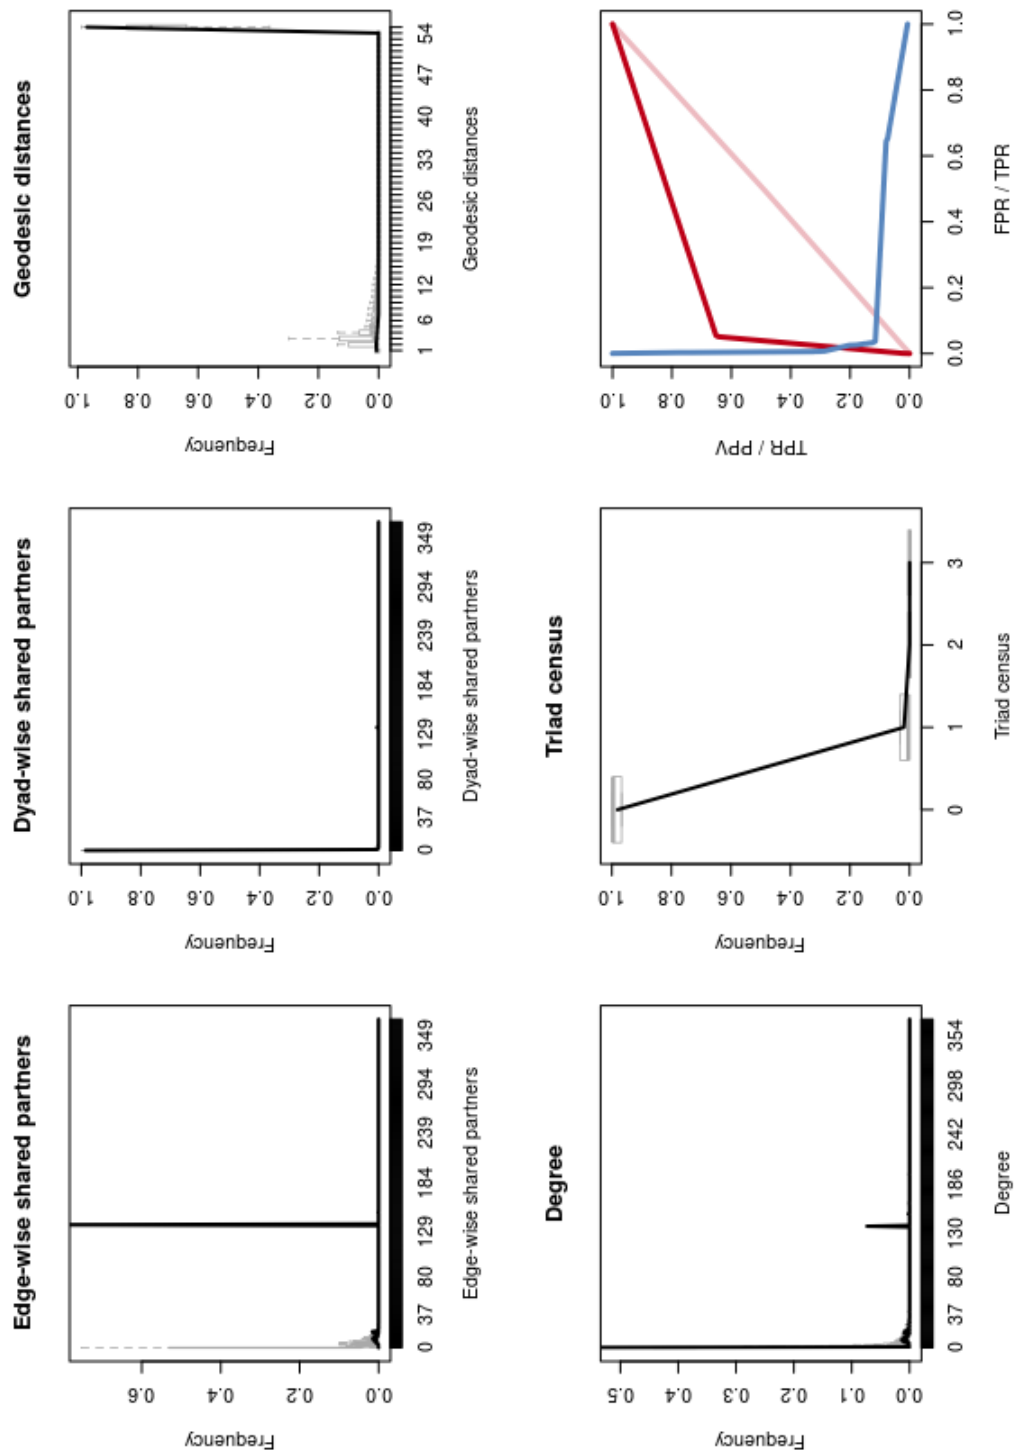 Edge-wise shared partners
Frequency
0.0 0.2 0.4 0.6
0 37 80 129 184 239 294 349
Edge-wise shared partners
Dyad-wise shared partners
Frequency
0.0 0.2 0.4 0.6 0.8 1.0
0 37 80 129 184 239 294 349
Dyad-wise shared partners
Geodesic distances
Frequency
0.0 0.2 0.4 0.6 0.8 1.0
1 6 12 19 26 33 40 47 54
Geodesic distances
Degree
Frequency
0.0 0.1 0.2 0.3 0.4 0.5
0 37 80 130 186 242 298 354
Degree
Triad census
Frequency
0.0 0.2 0.4 0.6 0.8 1.0
0 1 2 3
Triad census
TPR / PPV
0.0 0.2 0.4 0.6 0.8 1.0
0.0 0.2 0.4 0.6 0.8 1.0
FPR / TPR